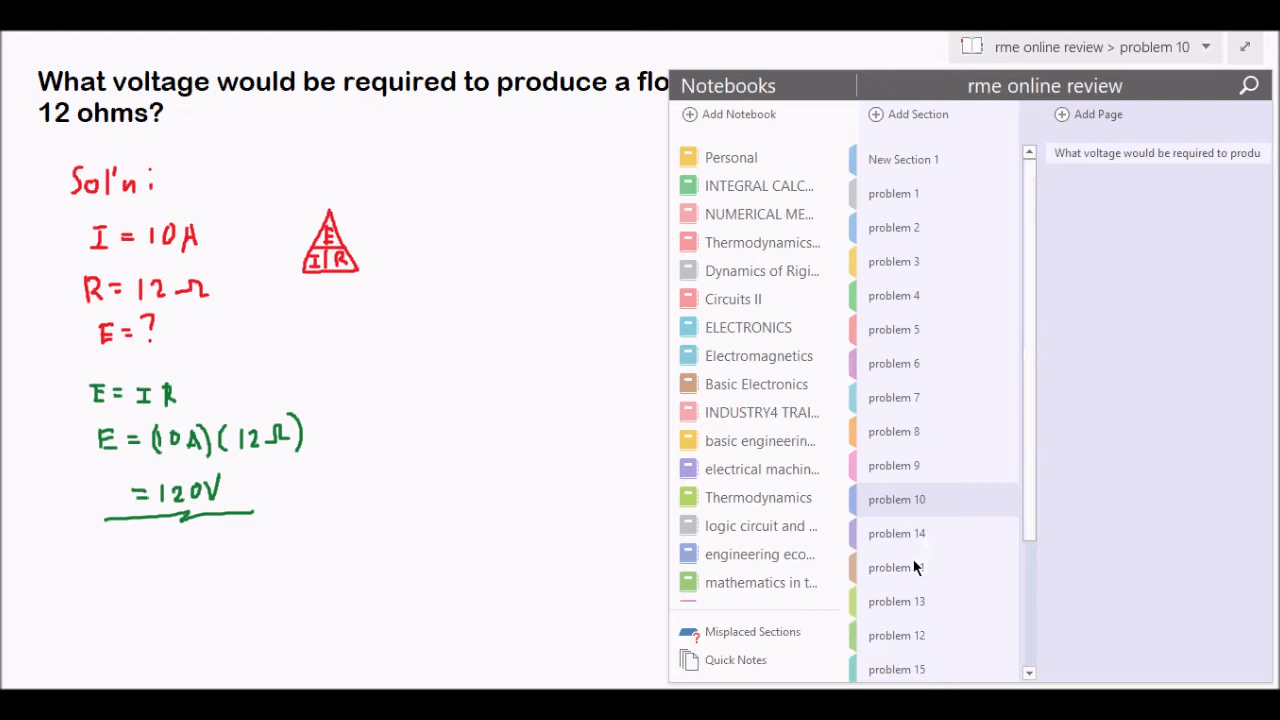 rme online review > problem 10
What voltage would be required to produce a flo
12 ohms?
Sol'n :
I = 10A
R = 12 Ω
E = ?
E
I R
E = I R
E = (10A)(12Ω)
= 120V
Notebooks
rme online review
Add Notebook
Add Section
Add Page
Personal
INTEGRAL CALC...
NUMERICAL ME...
Thermodynamics...
Dynamics of Rigi...
Circuits II
ELECTRONICS
Electromagnetics
Basic Electronics
INDUSTRY4 TRAI...
basic engineerin...
electrical machin...
Thermodynamics
logic circuit and ...
engineering eco...
mathematics in t...
Misplaced Sections
Quick Notes
New Section 1
problem 1
problem 2
problem 3
problem 4
problem 5
problem 6
problem 7
problem 8
problem 9
problem 10
problem 14
problem
problem 13
problem 12
problem 15
What voltage would be required to produ